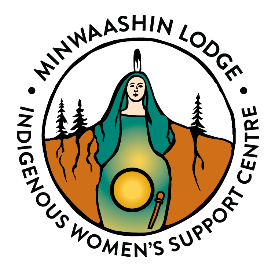 MINWAASHIN LODGE
INDIGENOUS WOMEN'S SUPPORT CENTRE